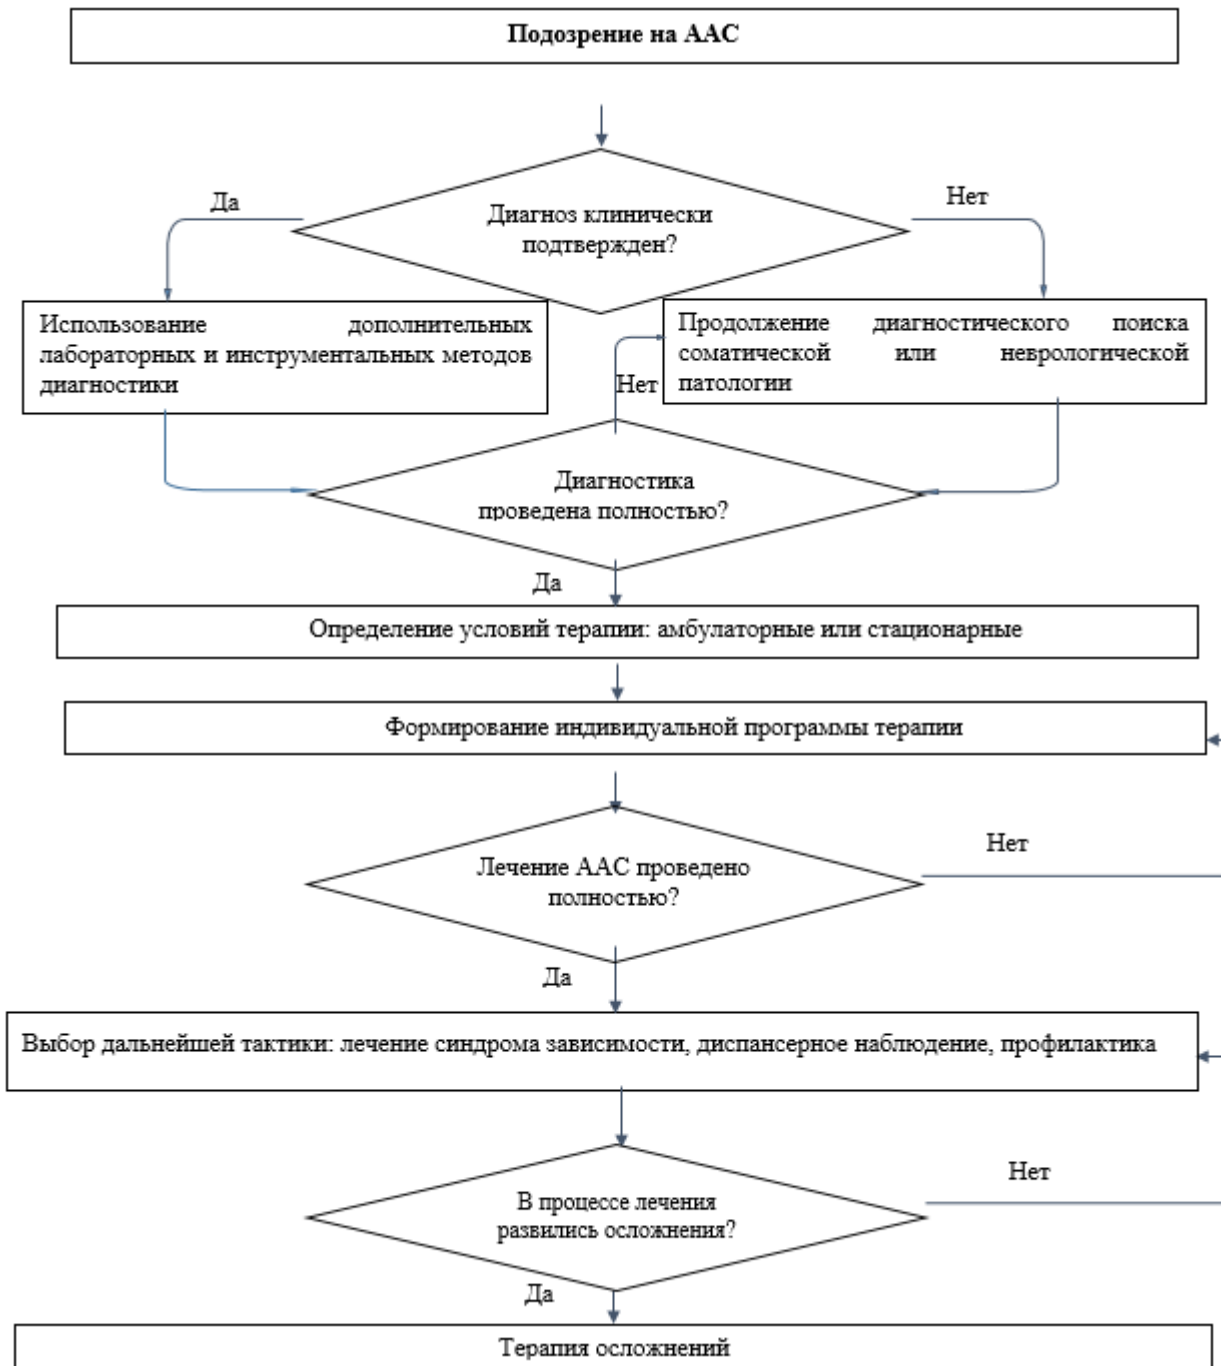 Подозрение на ААС
Да
Нет
Диагноз клинически
подтвержден?
Использование дополнительных
лабораторных и инструментальных методов
диагностики
Продолжение диагностического поиска
соматической или неврологической
патологии
Нет
Диагностика
проведена полностью?
Да
Определение условий терапии: амбулаторные или стационарные
Формирование индивидуальной программы терапии
Нет
Лечение ААС проведено
полностью?
Да
Выбор дальнейшей тактики: лечение синдрома зависимости, диспансерное наблюдение, профилактика
Нет
В процессе лечения
развились осложнения?
Да
Терапия осложнений